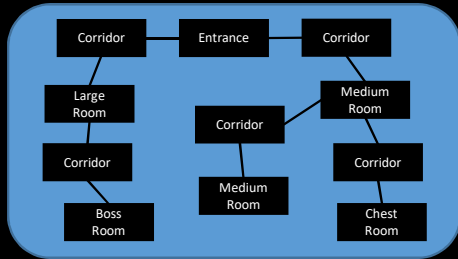 Corridor
Entrance
Corridor
Large
Room
Medium
Room
Corridor
Corridor
Corridor
Medium
Room
Boss
Room
Chest
Room